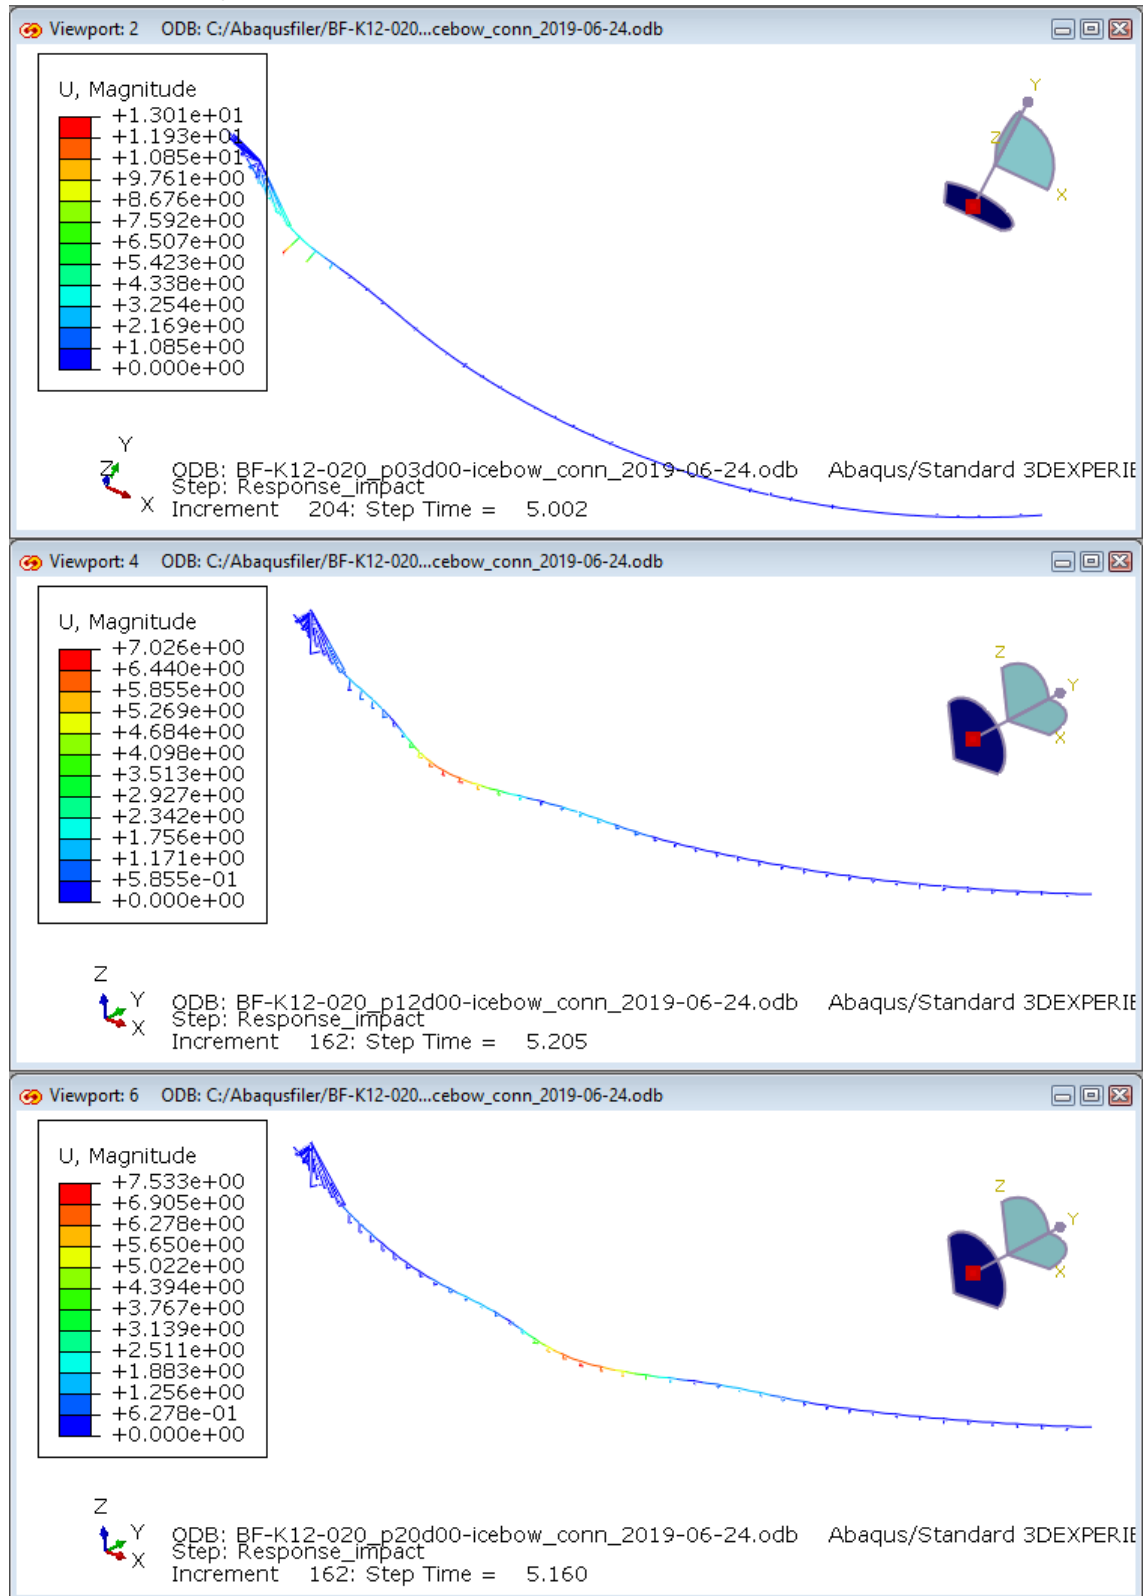 Viewport: 2 ODB: C:/Abaqusfiler/BF-K12-020...cebow_conn_2019-06-24.odb
U, Magnitude
+1.301e+01
+1.193e+01
+1.085e+01
+9.761e+00
+8.676e+00
+7.592e+00
+6.507e+00
+5.423e+00
+4.338e+00
+3.254e+00
+2.169e+00
+1.085e+00
+0.000e+00
Y
Z
X
Y
Z
X
ODB: BF-K12-020_p03d00-icebow_conn_2019-06-24.odb Abaqus/Standard 3DEXPERIE
Step: Response_impact
Increment 204: Step Time = 5.002
Viewport: 4 ODB: C:/Abaqusfiler/BF-K12-020...cebow_conn_2019-06-24.odb
U, Magnitude
+7.026e+00
+6.440e+00
+5.855e+00
+5.269e+00
+4.684e+00
+4.098e+00
+3.513e+00
+2.927e+00
+2.342e+00
+1.756e+00
+1.171e+00
+5.855e-01
+0.000e+00
Z
Y
X
Z
Y
X
ODB: BF-K12-020_p12d00-icebow_conn_2019-06-24.odb Abaqus/Standard 3DEXPERIE
Step: Response_impact
Increment 162: Step Time = 5.205
Viewport: 6 ODB: C:/Abaqusfiler/BF-K12-020...cebow_conn_2019-06-24.odb
U, Magnitude
+7.533e+00
+6.905e+00
+6.278e+00
+5.650e+00
+5.022e+00
+4.394e+00
+3.767e+00
+3.139e+00
+2.511e+00
+1.883e+00
+1.256e+00
+6.278e-01
+0.000e+00
Z
Y
X
Z
Y
X
ODB: BF-K12-020_p20d00-icebow_conn_2019-06-24.odb Abaqus/Standard 3DEXPERIE
Step: Response_impact
Increment 162: Step Time = 5.160